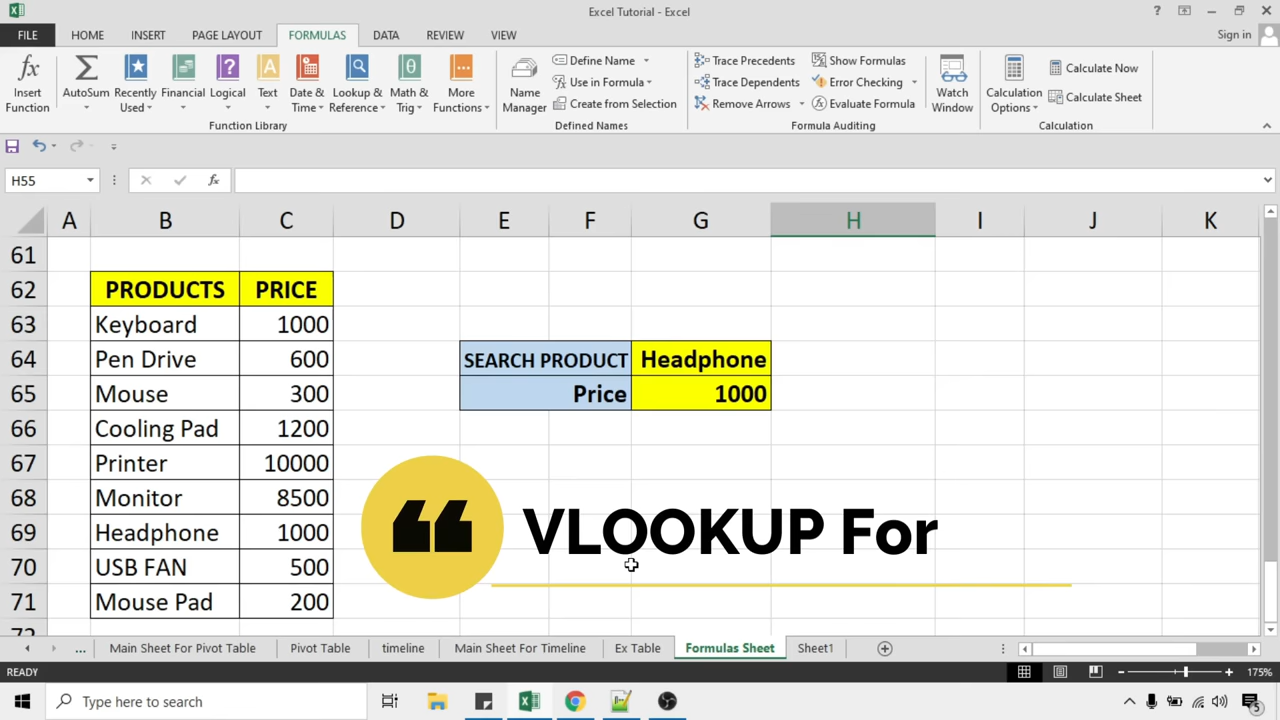 Excel Tutorial - Excel
?
Sign in
FILE HOME INSERT PAGE LAYOUT FORMULAS DATA REVIEW VIEW
fx Insert Function
Σ AutoSum
Recently Used
Financial
Logical
Text
Date & Time
Lookup & Reference
Math & Trig
More Functions
Function Library
Name Manager
Define Name
Use in Formula
Create from Selection
Defined Names
Trace Precedents
Trace Dependents
Remove Arrows
Show Formulas
Error Checking
Evaluate Formula
Formula Auditing
Watch Window
Calculation Options
Calculate Now
Calculate Sheet
Calculation
H55 fx
A B C D E F G H I J K
61
62 PRODUCTS PRICE
63 Keyboard 1000
64 Pen Drive 600 SEARCH PRODUCT Headphone
65 Mouse 300 Price 1000
66 Cooling Pad 1200
67 Printer 10000
68 Monitor 8500
69 Headphone 1000
70 USB FAN 500
71 Mouse Pad 200
72
“ VLOOKUP For
... Main Sheet For Pivot Table Pivot Table timeline Main Sheet For Timeline Ex Table Formulas Sheet Sheet1
READY 175%
Type here to search
5